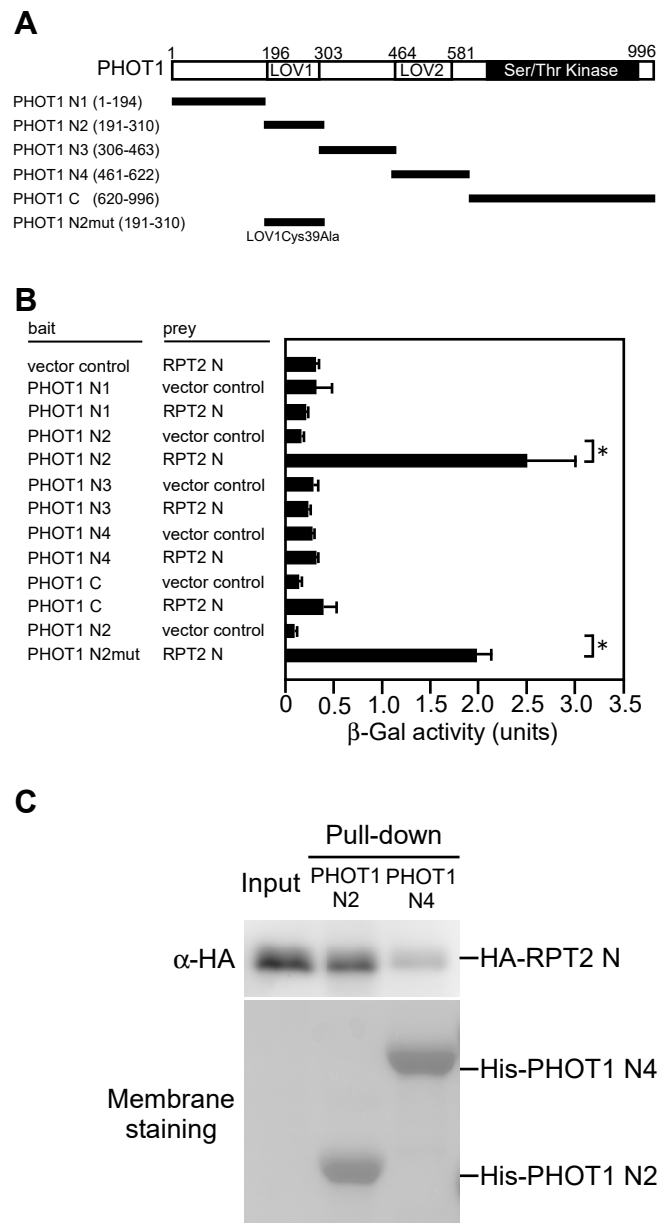 A
1 196 303 464 581 996
PHOT1 LOV1 LOV2 Ser/Thr Kinase
PHOT1 N1 (1-194)
PHOT1 N2 (191-310)
PHOT1 N3 (306-463)
PHOT1 N4 (461-622)
PHOT1 C (620-996)
PHOT1 N2mut (191-310)
LOV1Cys39Ala
B
bait prey
vector control RPT2 N
PHOT1 N1 vector control
PHOT1 N1 RPT2 N
PHOT1 N2 vector control
PHOT1 N2 RPT2 N *
PHOT1 N3 vector control
PHOT1 N3 RPT2 N
PHOT1 N4 vector control
PHOT1 N4 RPT2 N
PHOT1 C vector control
PHOT1 C RPT2 N
PHOT1 N2 vector control
PHOT1 N2mut RPT2 N *
0 0.5 1.0 1.5 2.0 2.5 3.0 3.5
β-Gal activity (units)
C
Pull-down
Input PHOT1 PHOT1
N2 N4
α-HA HA-RPT2 N
His-PHOT1 N4
Membrane
staining
His-PHOT1 N2